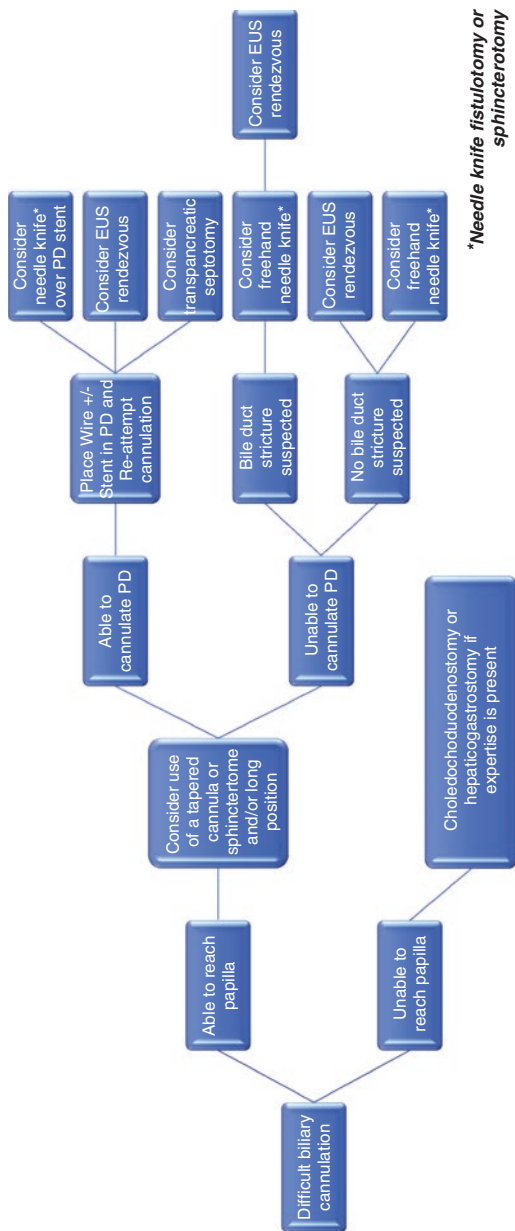 Difficult biliary
cannulation
Able to reach
papilla
Unable to
reach papilla
Consider use
of a tapered
cannula or
sphinctertome
and/or long
position
Choledochoduodenostomy or
hepaticogastrostomy if
expertise is present
Able to
cannulate PD
Unable to
cannulate PD
Place Wire +/-
Stent in PD and
Re-attempt
cannulation
Bile duct
stricture
suspected
No bile duct
stricture
suspected
Consider
needle knife*
over PD stent
Consider EUS
rendezvous
Consider
transpancreatic
septotomy
Consider
freehand
needle knife*
Consider EUS
rendezvous
Consider
freehand
needle knife*
Consider EUS
rendezvous
*Needle knife fistulotomy or
sphincterotomy